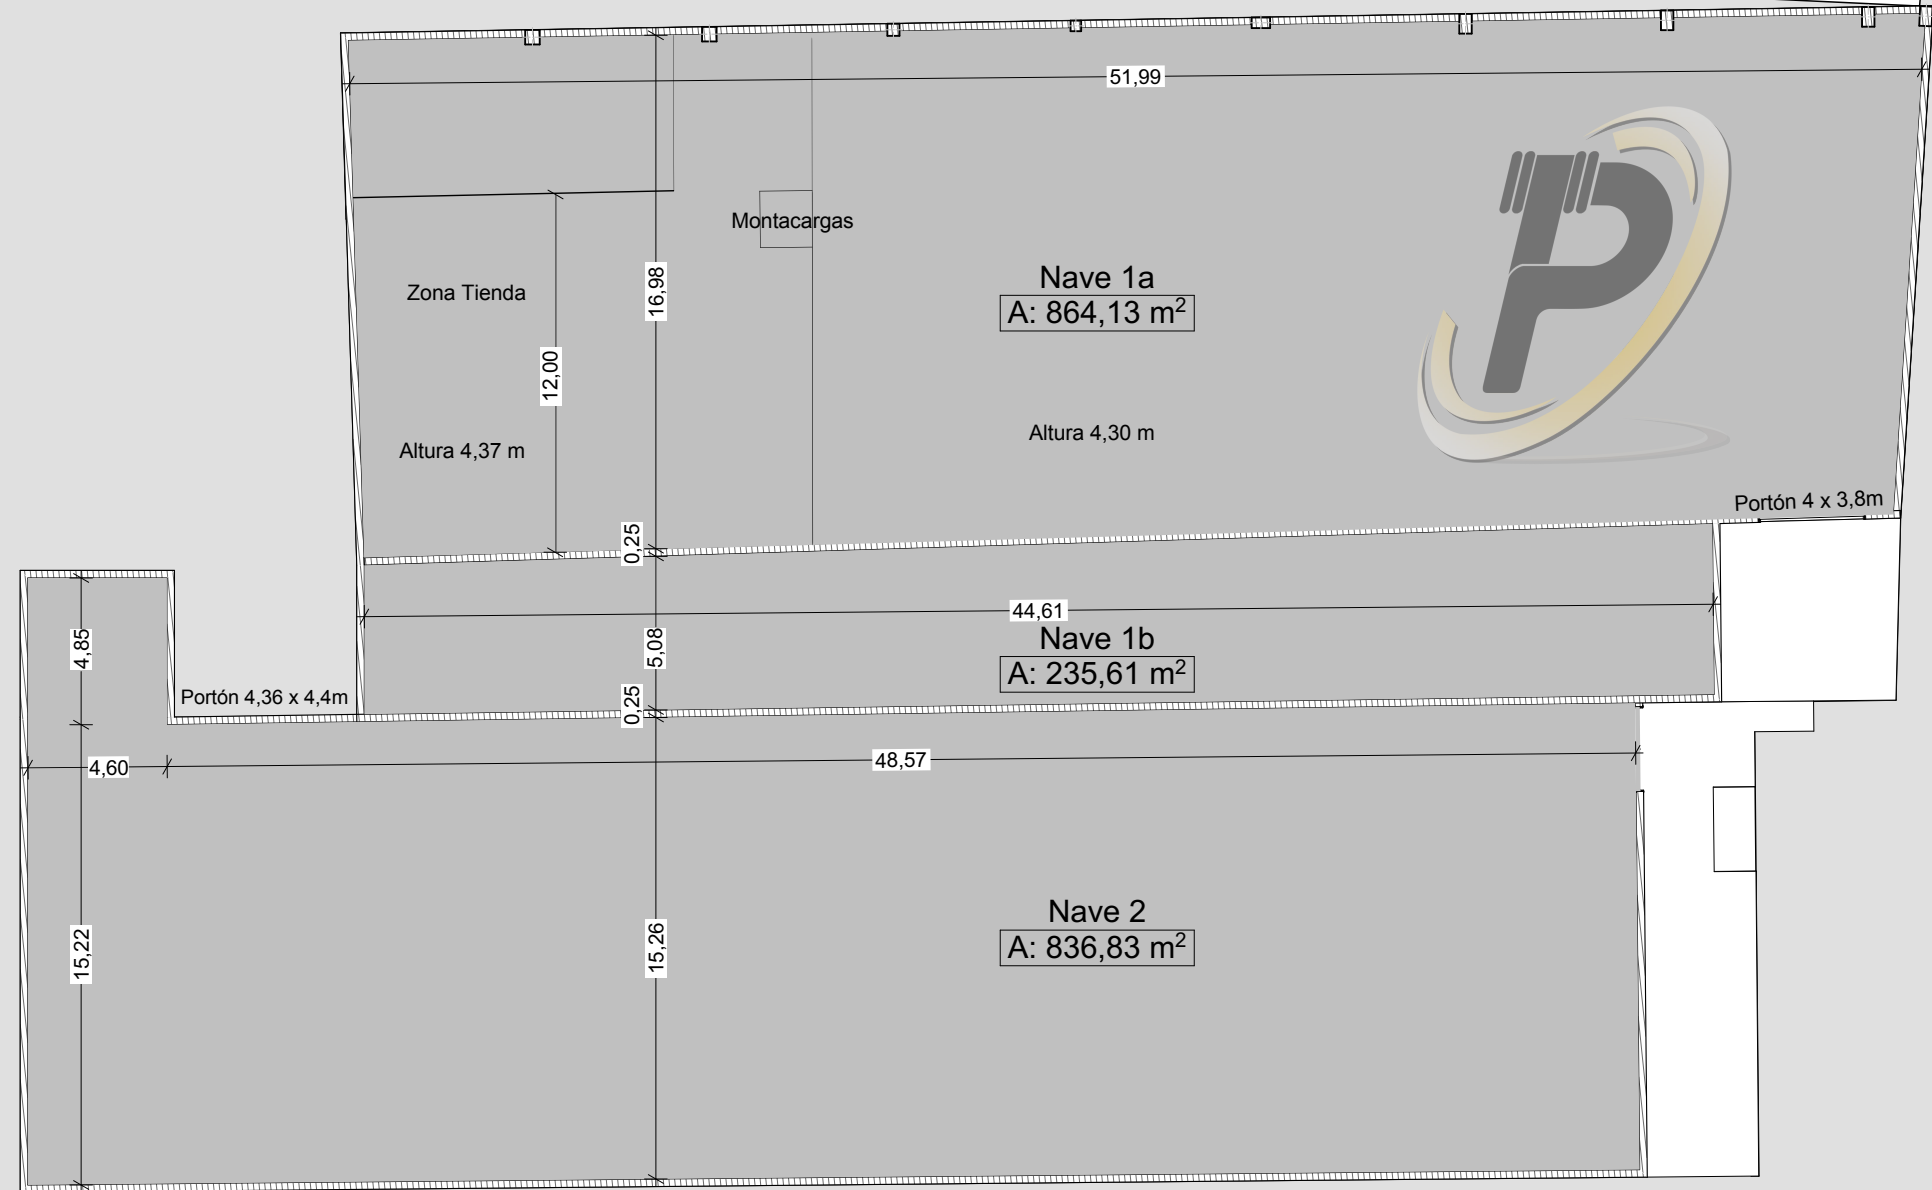 51,99
Montacargas
Nave 1a
A: 864,13 m²
Zona Tienda
16,98
12,00
Altura 4,37 m
Altura 4,30 m
Portón 4 x 3,8m
0,25
44,61
Nave 1b
A: 235,61 m²
5,08
4,85
Portón 4,36 x 4,4m
0,25
4,60
48,57
Nave 2
A: 836,83 m²
15,22
15,26